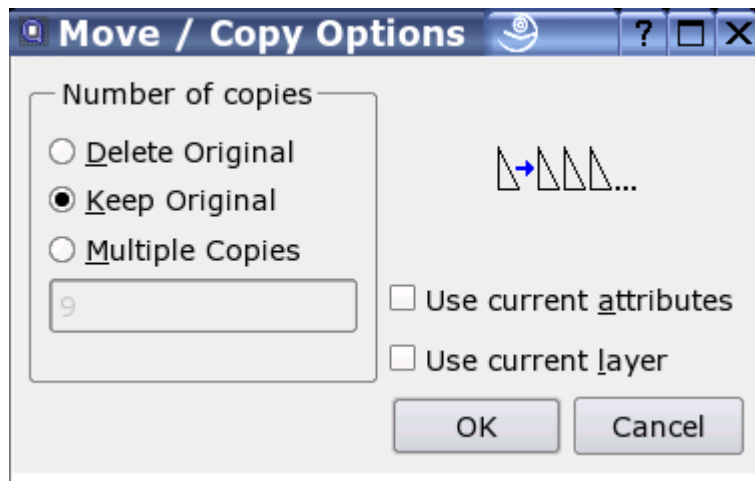 Move / Copy Options
Number of copies
Delete Original
Keep Original
Multiple Copies
9
...
Use current attributes
Use current layer
OK
Cancel